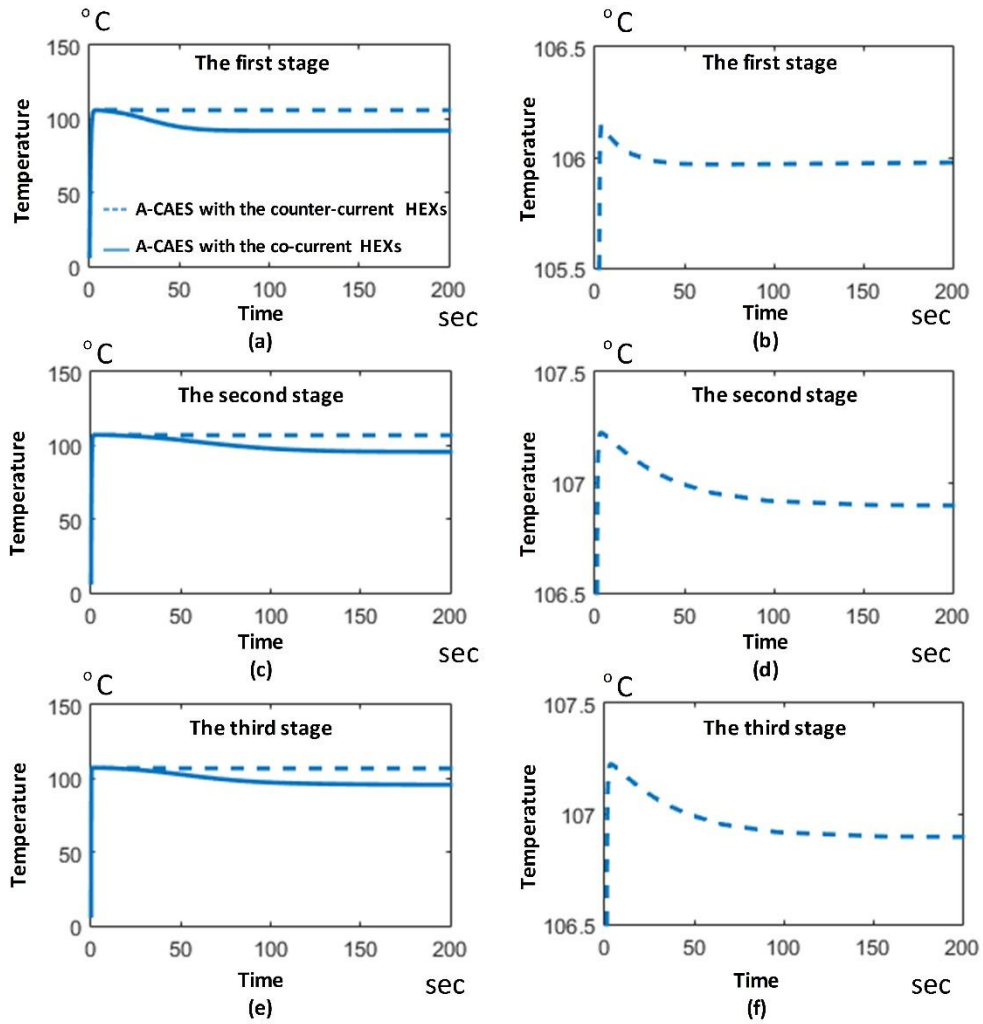 °C
150
100
50
0
Temperature
The first stage
A-CAES with the counter-current HEXs
A-CAES with the co-current HEXs
0 50 100 150 200
Time
sec
(a)
°C
106.5
106
105.5
Temperature
The first stage
0 50 100 150 200
Time
sec
(b)
°C
150
100
50
0
Temperature
The second stage
0 50 100 150 200
Time
sec
(c)
°C
107.5
107
106.5
Temperature
The second stage
0 50 100 150 200
Time
sec
(d)
°C
150
100
50
0
Temperature
The third stage
0 50 100 150 200
Time
sec
(e)
°C
107.5
107
106.5
Temperature
The third stage
0 50 100 150 200
Time
sec
(f)